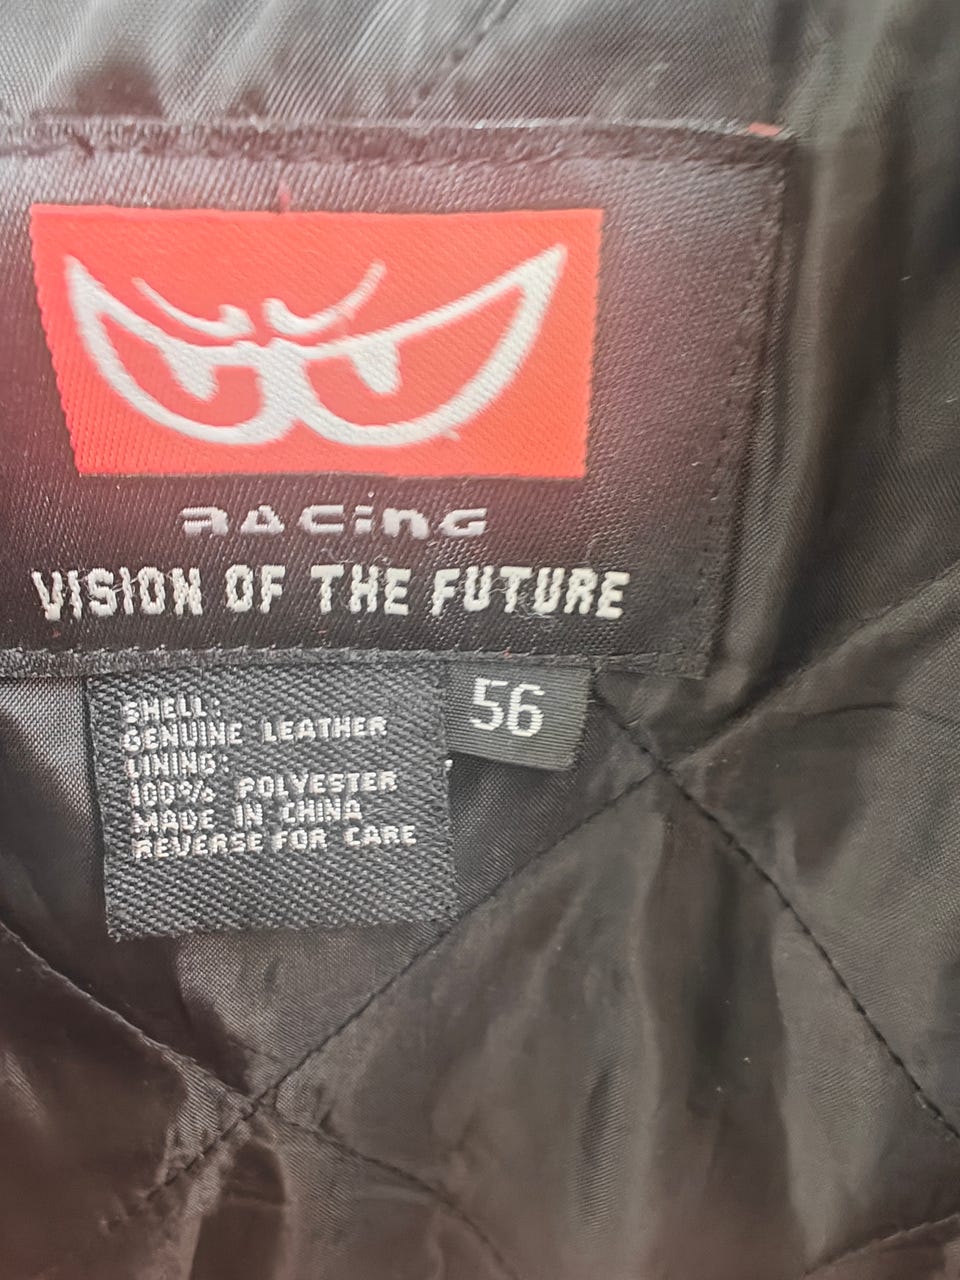 RACiNG
VISION OF THE FUTURE
56
SHELL:
GENUINE LEATHER
LINING:
100% POLYESTER
MADE IN CHINA
REVERSE FOR CARE